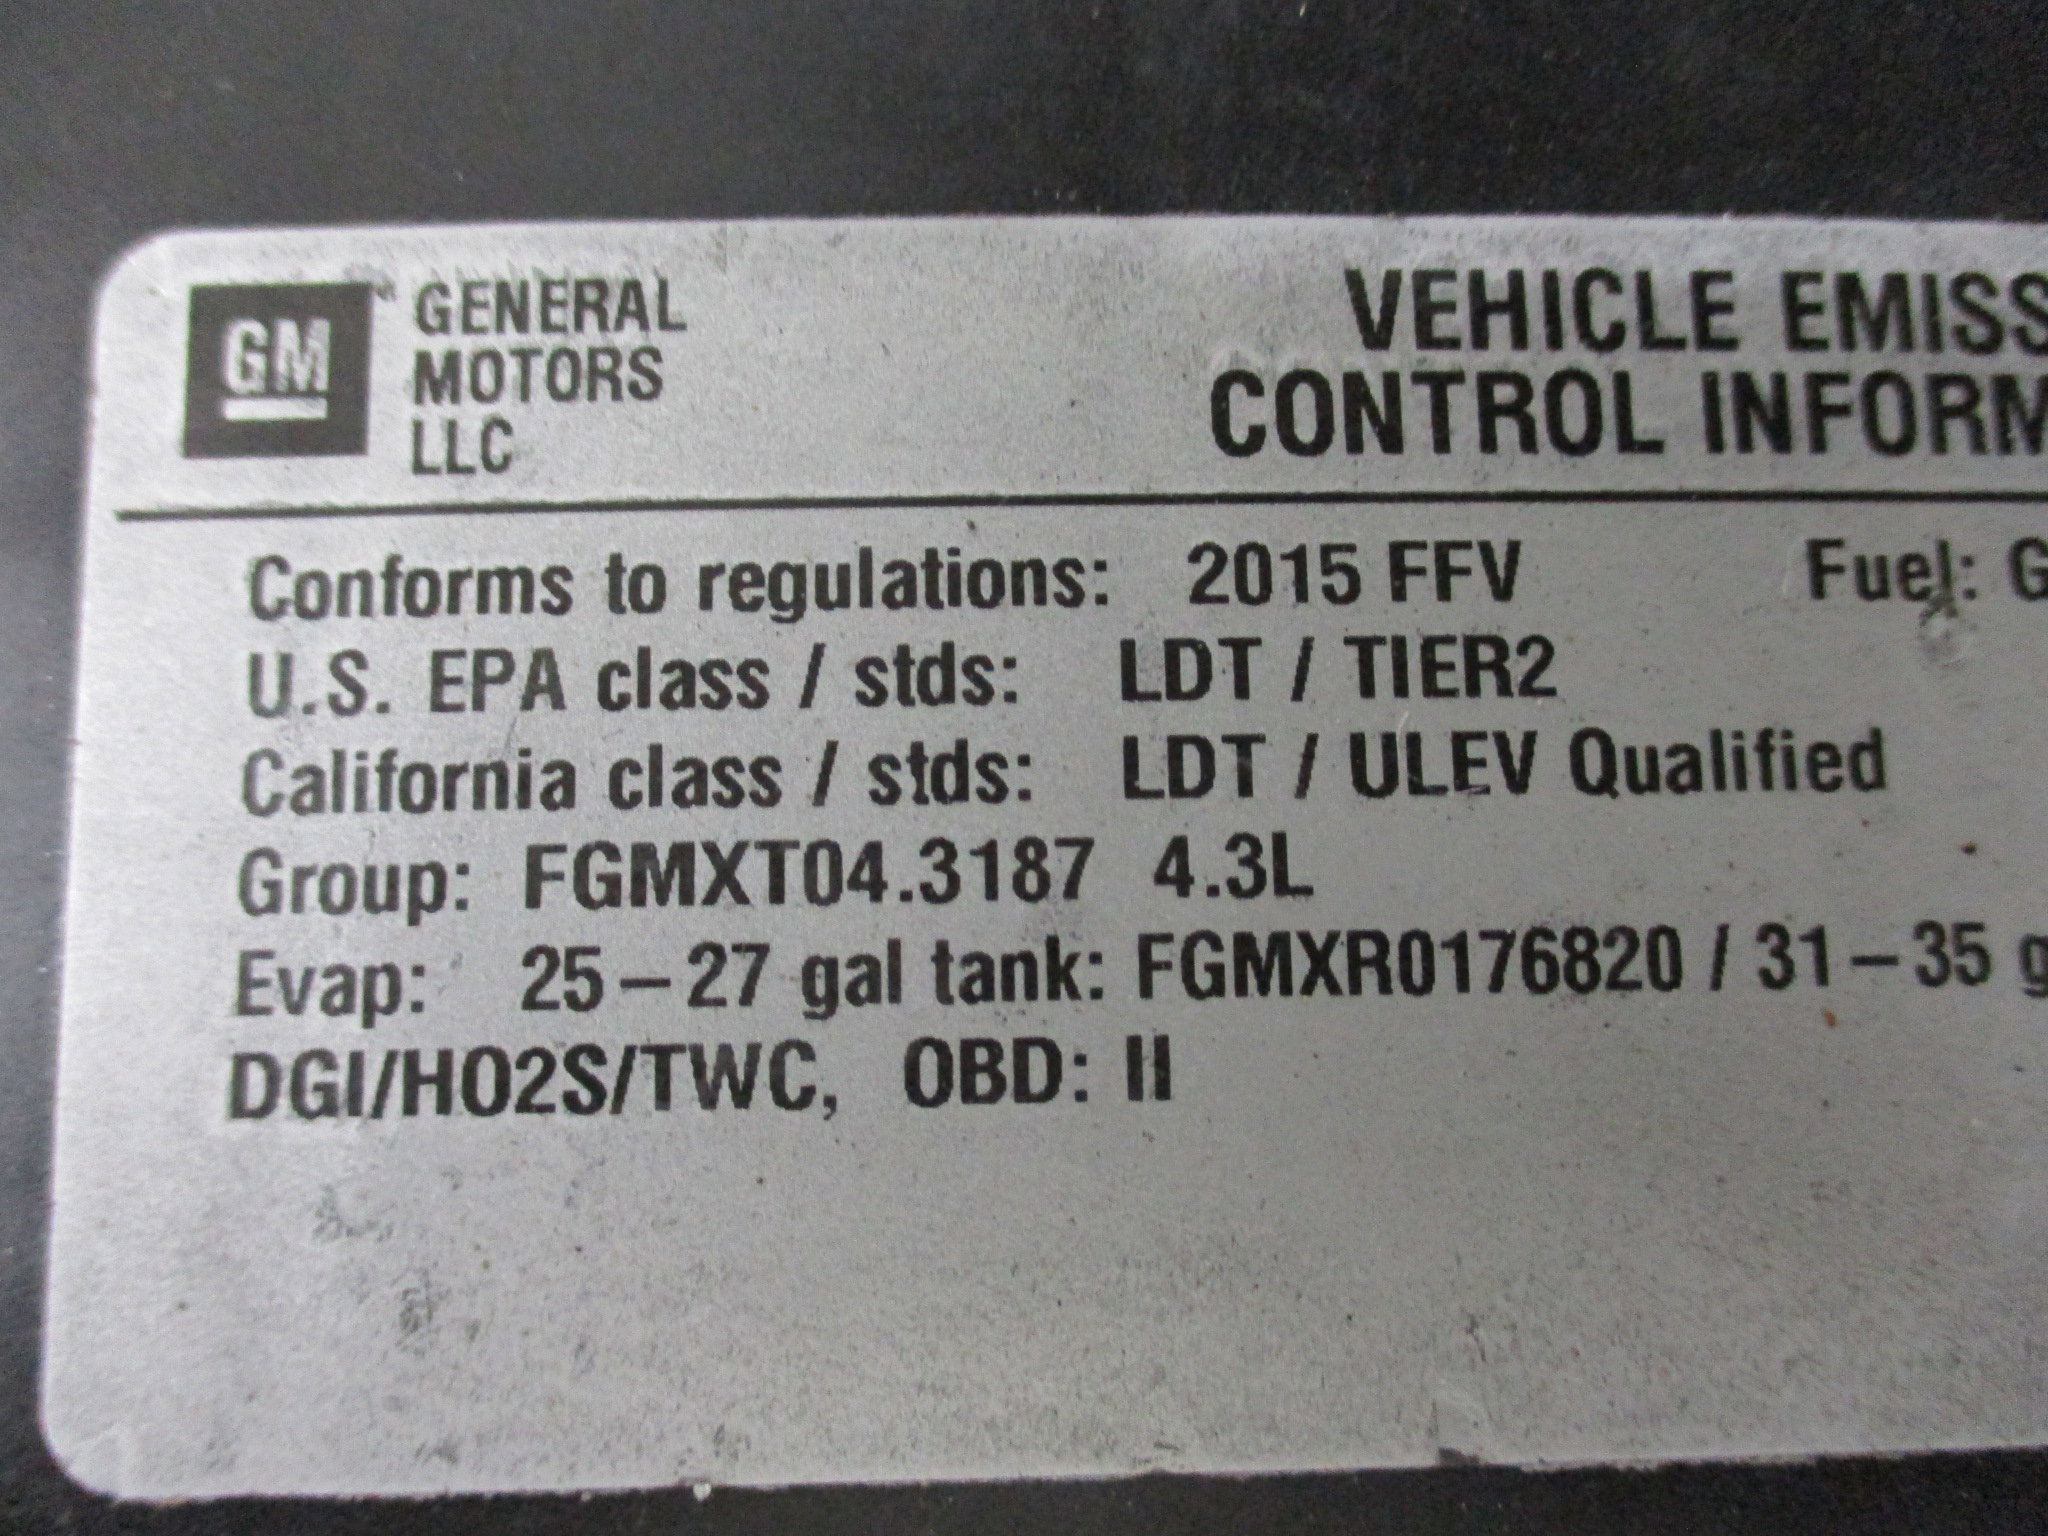 GM
GENERAL
MOTORS
LLC
VEHICLE EMISS
CONTROL INFORM
Conforms to regulations: 2015 FFV Fuel: G
U.S. EPA class / stds: LDT / TIER2
California class / stds: LDT / ULEV Qualified
Group: FGMXT04.3187 4.3L
Evap: 25 – 27 gal tank: FGMXR0176820 / 31 – 35 g
DGI/HO2S/TWC, OBD: II